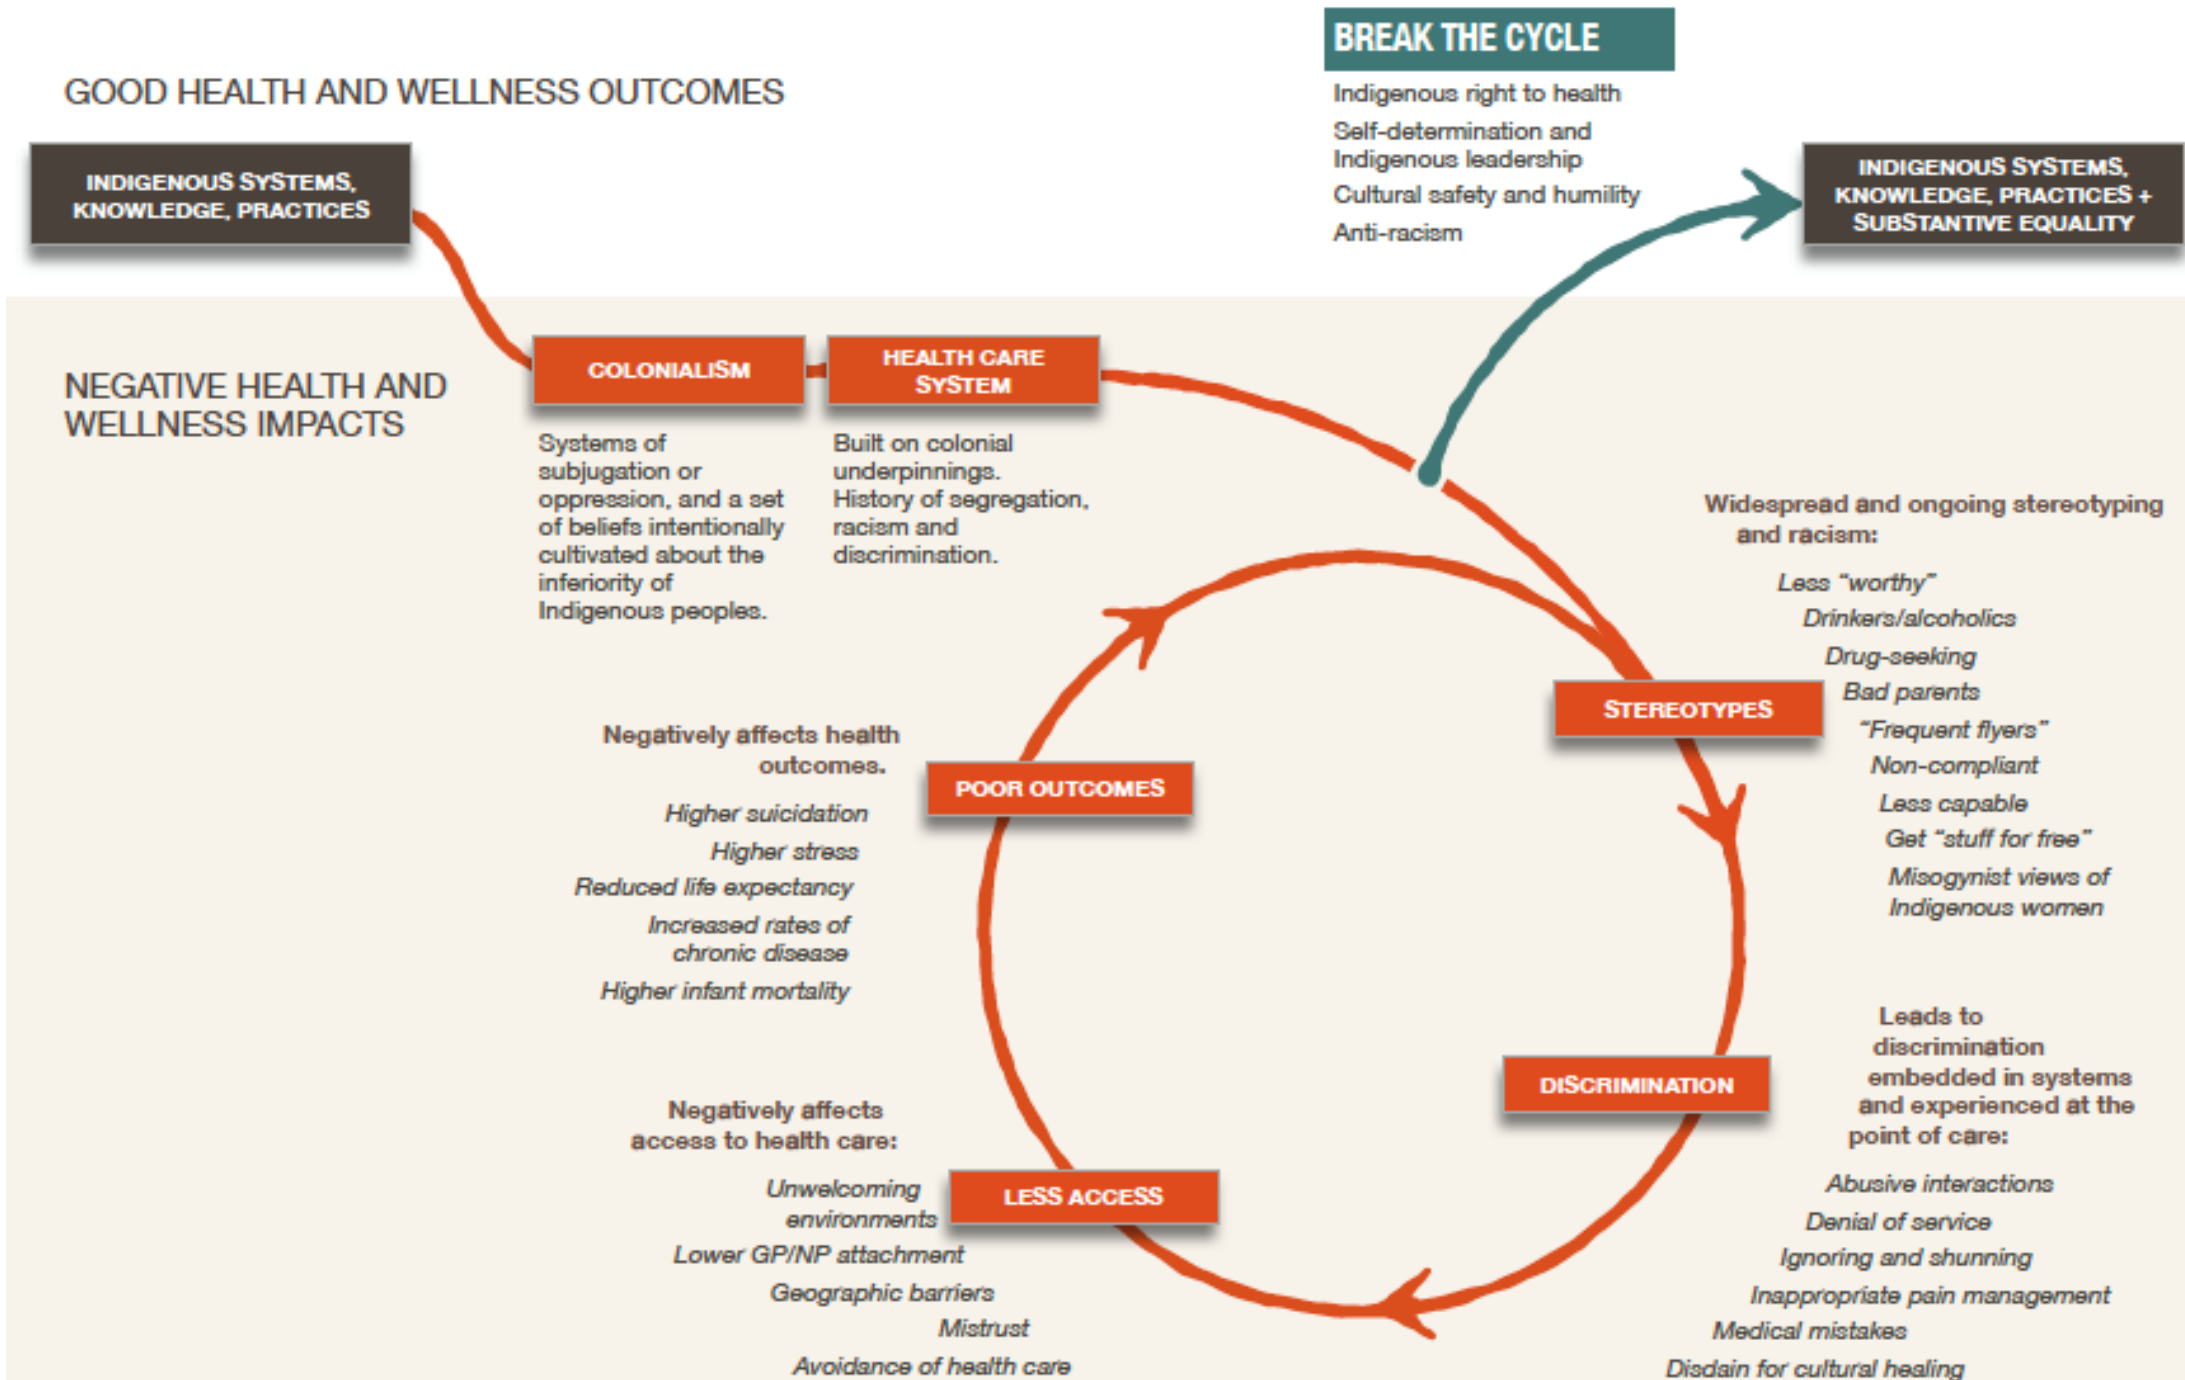 GOOD HEALTH AND WELLNESS OUTCOMES
INDIGENOUS SYSTEMS,
KNOWLEDGE, PRACTICES
BREAK THE CYCLE
Indigenous right to health
Self-determination and
Indigenous leadership
Cultural safety and humility
Anti-racism
INDIGENOUS SYSTEMS,
KNOWLEDGE, PRACTICES +
SUBSTANTIVE EQUALITY
NEGATIVE HEALTH AND
WELLNESS IMPACTS
COLONIALISM
Systems of
subjugation or
oppression, and a set
of beliefs intentionally
cultivated about the
inferiority of
Indigenous peoples.
HEALTH CARE
SYSTEM
Built on colonial
underpinnings.
History of segregation,
racism and
discrimination.
STEREOTYPES
Widespread and ongoing stereotyping
and racism:
Less “worthy”
Drinkers/alcoholics
Drug-seeking
Bad parents
“Frequent flyers”
Non-compliant
Less capable
Get “stuff for free”
Misogynist views of
Indigenous women
DISCRIMINATION
Leads to
discrimination
embedded in systems
and experienced at the
point of care:
Abusive interactions
Denial of service
Ignoring and shunning
Inappropriate pain management
Medical mistakes
Disdain for cultural healing
LESS ACCESS
Negatively affects
access to health care:
Unwelcoming
environments
Lower GP/NP attachment
Geographic barriers
Mistrust
Avoidance of health care
POOR OUTCOMES
Negatively affects health
outcomes.
Higher suicidation
Higher stress
Reduced life expectancy
Increased rates of
chronic disease
Higher infant mortality